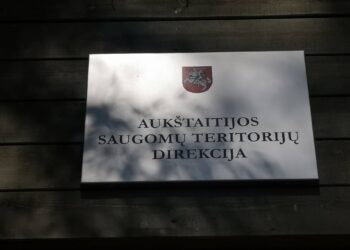 AUKŠTAITIJOS
SAUGOMŲ TERITORIJŲ
DIREKCIJA